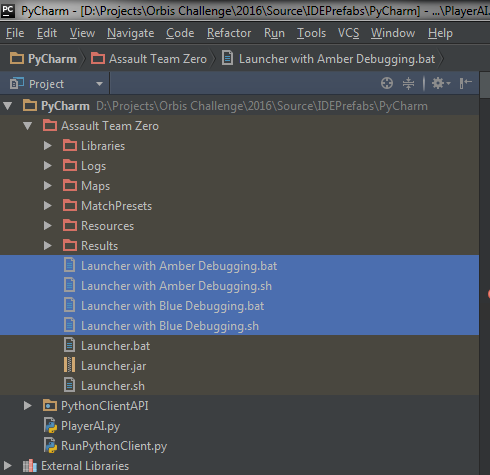 PC PyCharm - [D:\Projects\Orbis Challenge\2016\Source\IDEPrefabs\PyCharm] - ...\PlayerAI.
File Edit View Navigate Code Refactor Run Tools VCS Window Help
PyCharm Assault Team Zero Launcher with Amber Debugging.bat
Project
PyCharm D:\Projects\Orbis Challenge\2016\Source\IDEPrefabs\PyCharm
Assault Team Zero
Libraries
Logs
Maps
MatchPresets
Resources
Results
Launcher with Amber Debugging.bat
Launcher with Amber Debugging.sh
Launcher with Blue Debugging.bat
Launcher with Blue Debugging.sh
Launcher.bat
Launcher.jar
Launcher.sh
PythonClientAPI
PlayerAI.py
RunPythonClient.py
External Libraries